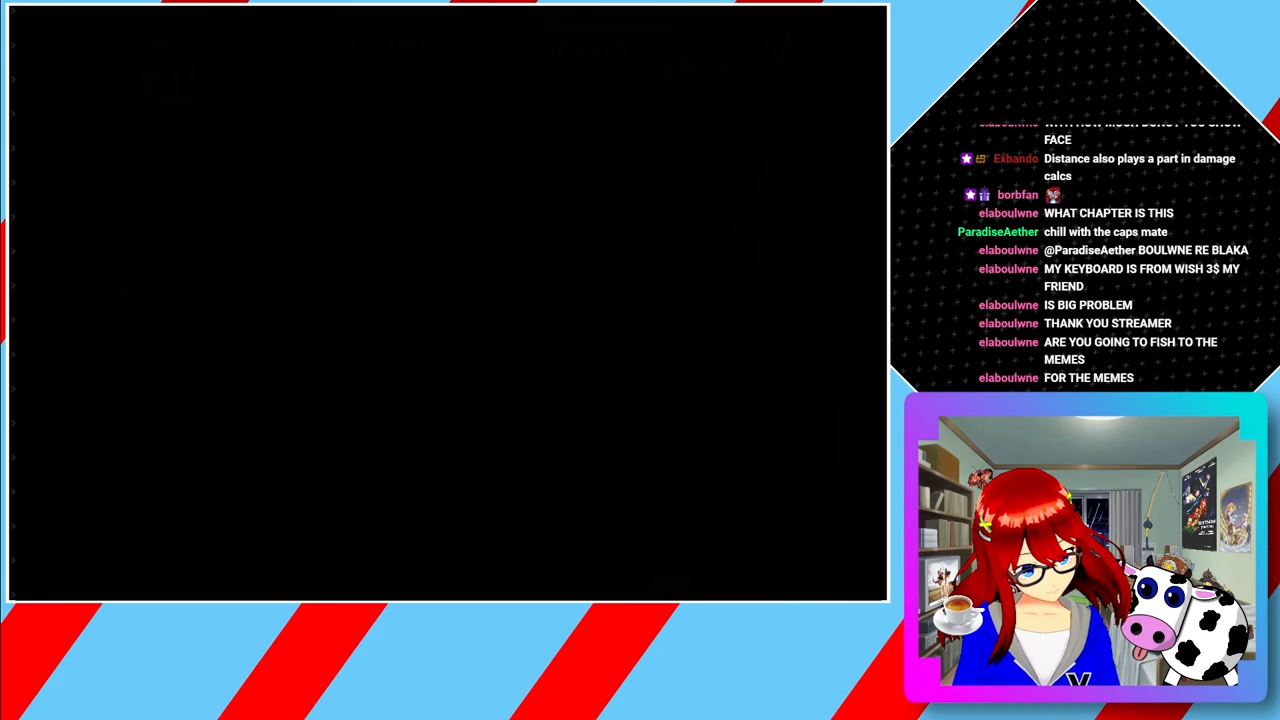 FACE
Exbando Distance also plays a part in damage
calcs
borbfan
elaboulwne WHAT CHAPTER IS THIS
ParadiseAether chill with the caps mate
elaboulwne @ParadiseAether BOULWNE RE BLAKA
elaboulwne MY KEYBOARD IS FROM WISH 3$ MY
FRIEND
elaboulwne IS BIG PROBLEM
elaboulwne THANK YOU STREAMER
elaboulwne ARE YOU GOING TO FISH TO THE
MEMES
elaboulwne FOR THE MEMES